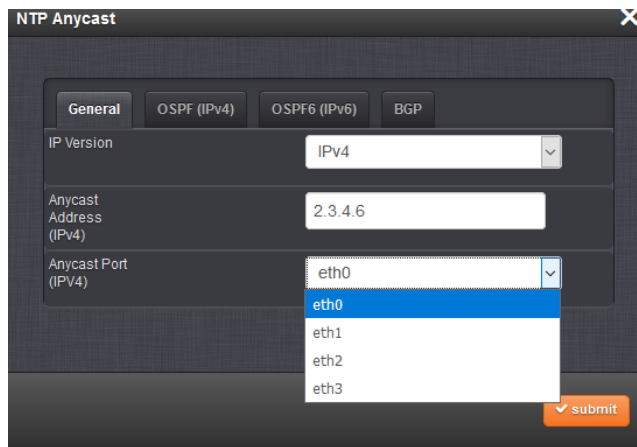 NTP Anycast
General
OSPF (IPv4)
OSPF6 (IPv6)
BGP
IP Version
IPv4
Anycast
Address
(IPv4)
2.3.4.6
Anycast Port
(IPV4)
eth0
eth0
eth1
eth2
eth3
submit